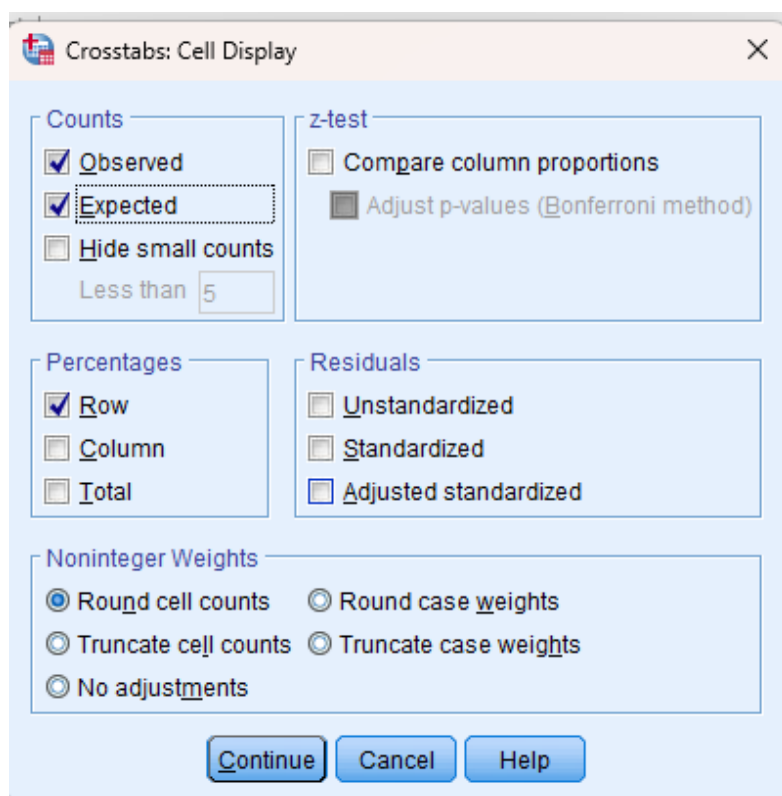 Crosstabs: Cell Display
Counts
Observed
Expected
Hide small counts
Less than 5
z-test
Compare column proportions
Adjust p-values (Bonferroni method)
Percentages
Row
Column
Total
Residuals
Unstandardized
Standardized
Adjusted standardized
Noninteger Weights
Round cell counts Round case weights
Truncate cell counts Truncate case weights
No adjustments
Continue Cancel Help